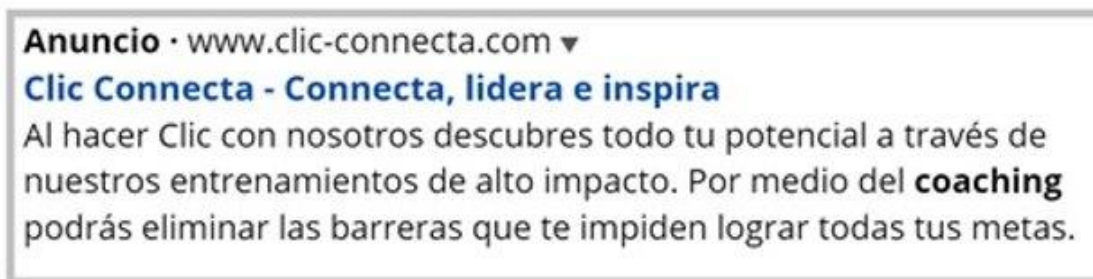 Anuncio · www.clic-connecta.com ▼
Clic Connecta - Connecta, lidera e inspira
Al hacer Clic con nosotros descubres todo tu potencial a través de
nuestros entrenamientos de alto impacto. Por medio del coaching
podrás eliminar las barreras que te impiden lograr todas tus metas.